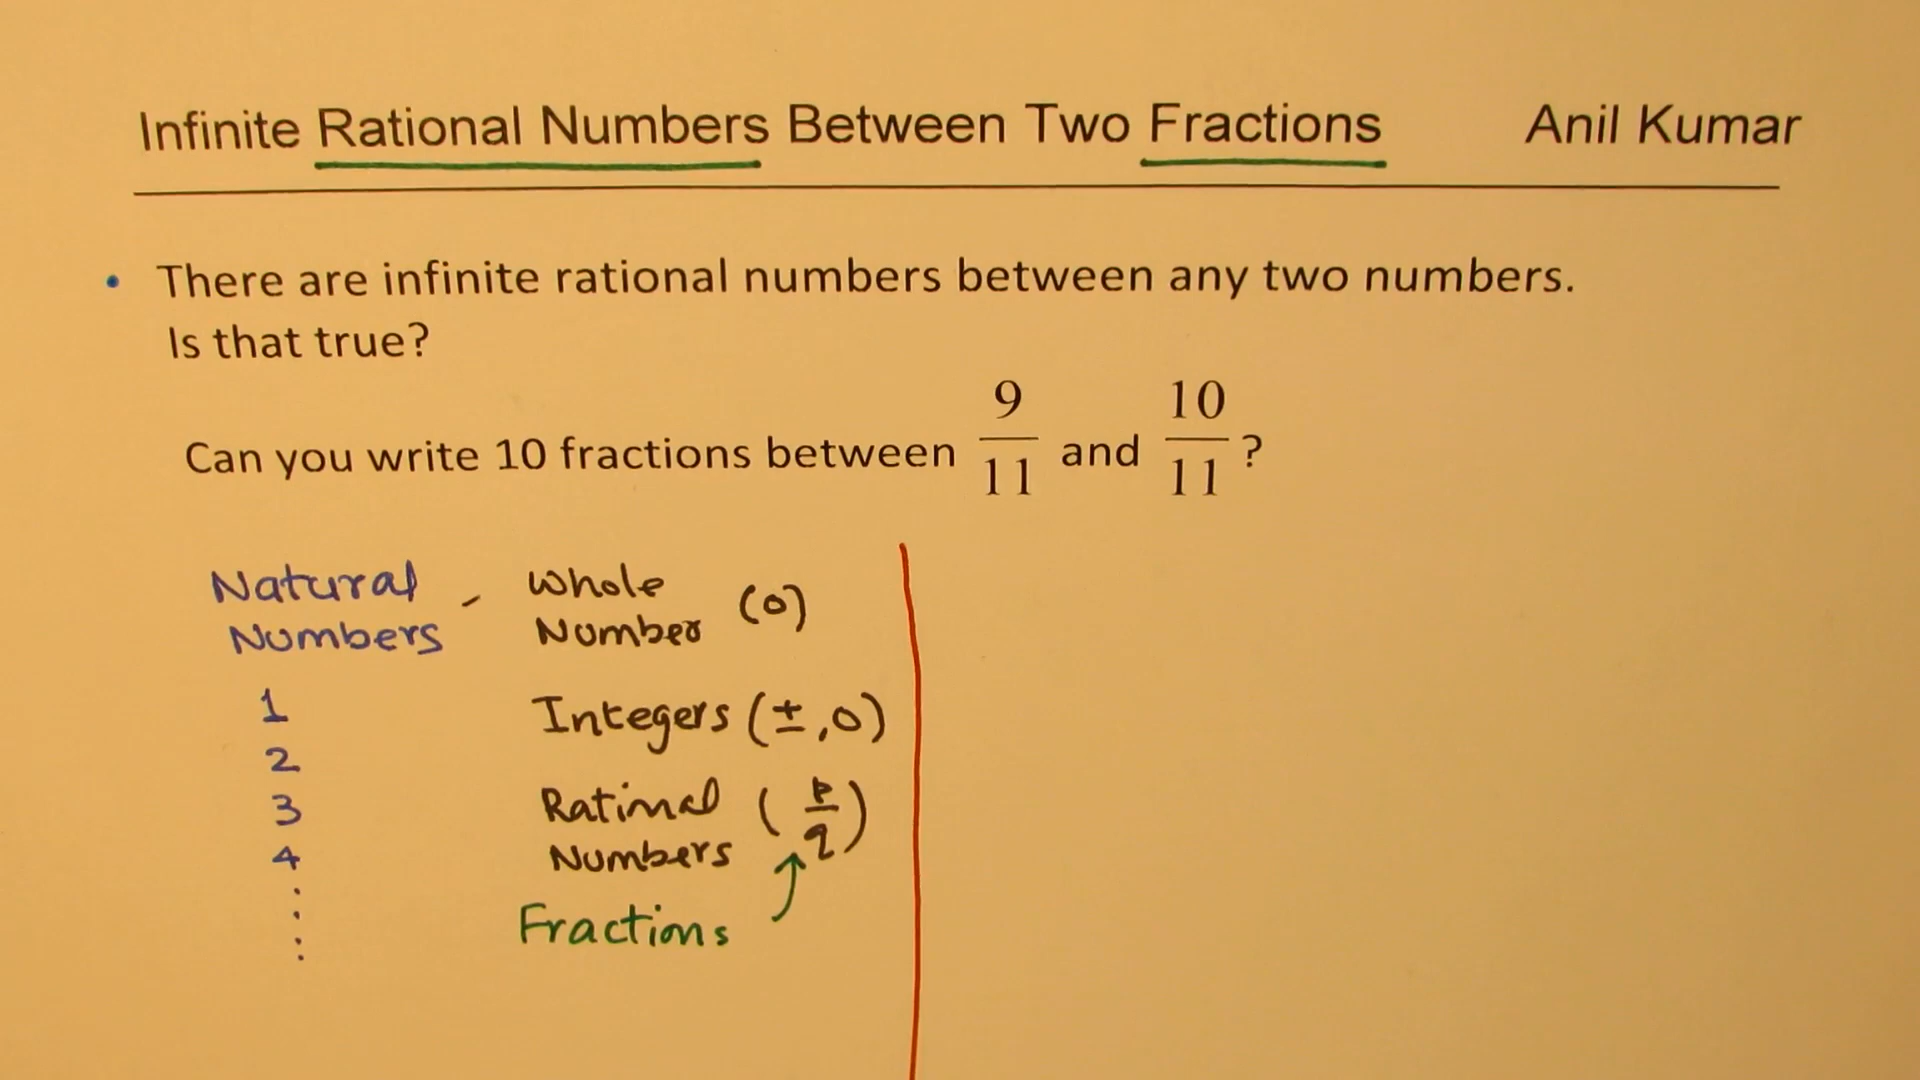 Infinite Rational Numbers Between Two Fractions Anil Kumar
• There are infinite rational numbers between any two numbers.
Is that true?
Can you write 10 fractions between 9/11 and 10/11 ?
Natural - Whole (0)
Numbers Number
1 Integers (±,0)
2
3 Rational (p/q)
4 Numbers
⋮ Fractions